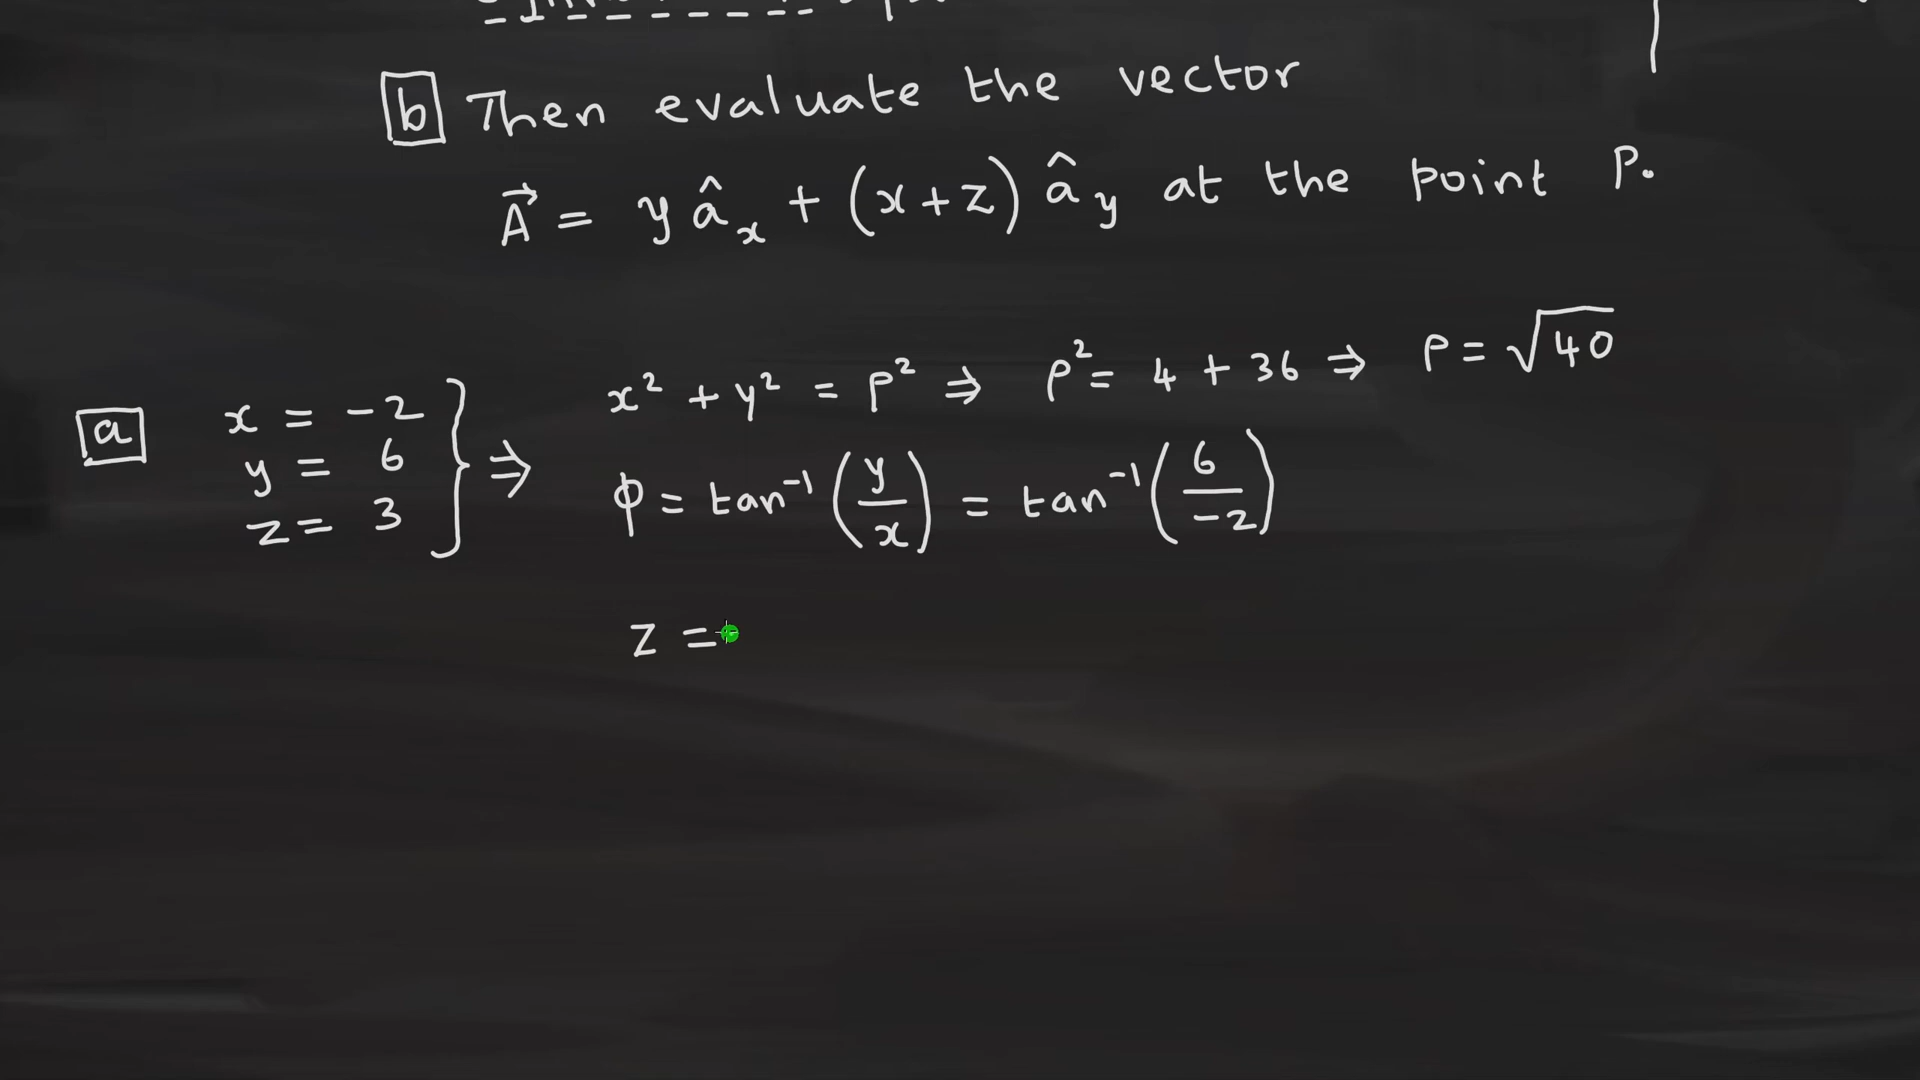 b Then evaluate the vector
A⃗ = y âₓ + (x+z) â_y at the point P.
a x = -2
y = 6
z = 3
} ⇒
x² + y² = ρ² ⇒ ρ² = 4 + 36 ⇒ ρ = √40
φ = tan⁻¹(y/x) = tan⁻¹(6/-2)
z =